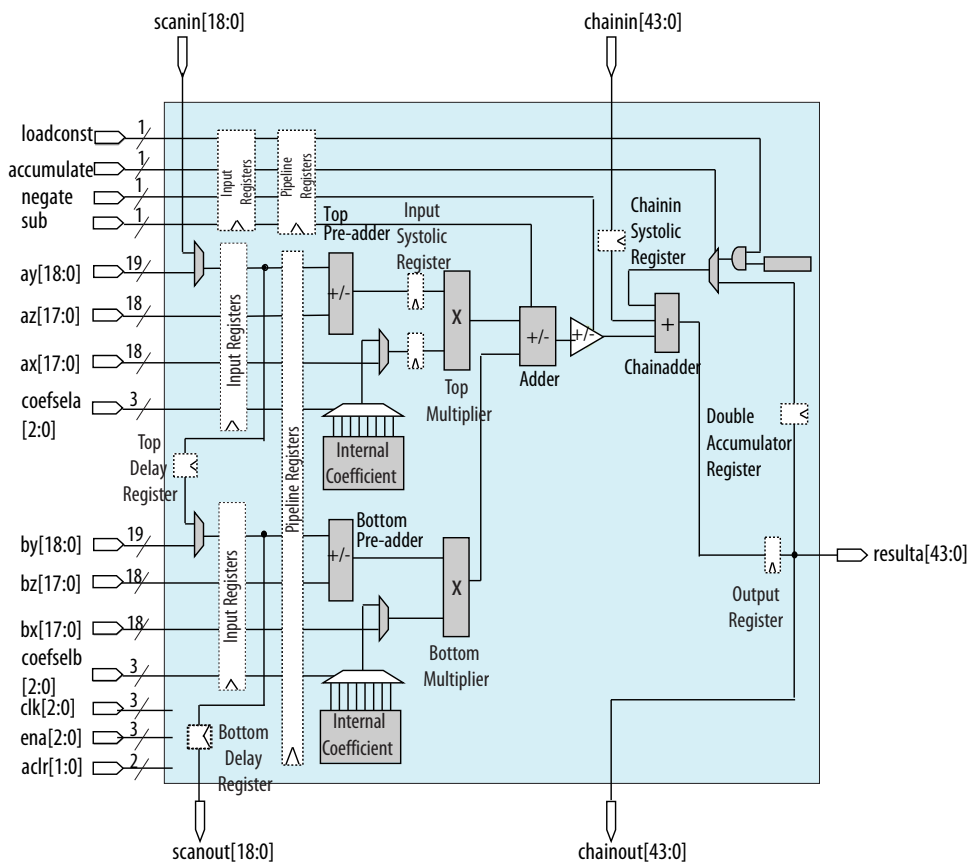 scanin[18:0]
chainin[43:0]
loadconst
1
accumulate
1
negate
1
sub
1
Input
Registers
Pipeline
Registers
Top
Pre-adder
Input
Systolic
Register
Chainin
Systolic
Register
ay[18:0]
19
az[17:0]
18
ax[17:0]
18
coefsela
[2:0]
3
Input Registers
Pipeline Registers
+/-
X
Top
Multiplier
+/-
Adder
+/-
+
Chainadder
Internal
Coefficient
Double
Accumulator
Register
Top
Delay
Register
by[18:0]
19
bz[17:0]
18
bx[17:0]
18
coefselb
[2:0]
3
Input Registers
Bottom
Pre-adder
+/-
X
Bottom
Multiplier
Internal
Coefficient
Output
Register
resulta[43:0]
clk[2:0]
3
ena[2:0]
3
aclr[1:0]
2
Bottom
Delay
Register
scanout[18:0]
chainout[43:0]